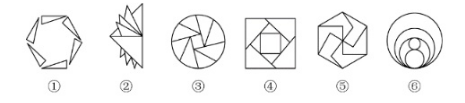 ① ② ③ ④ ⑤ ⑥